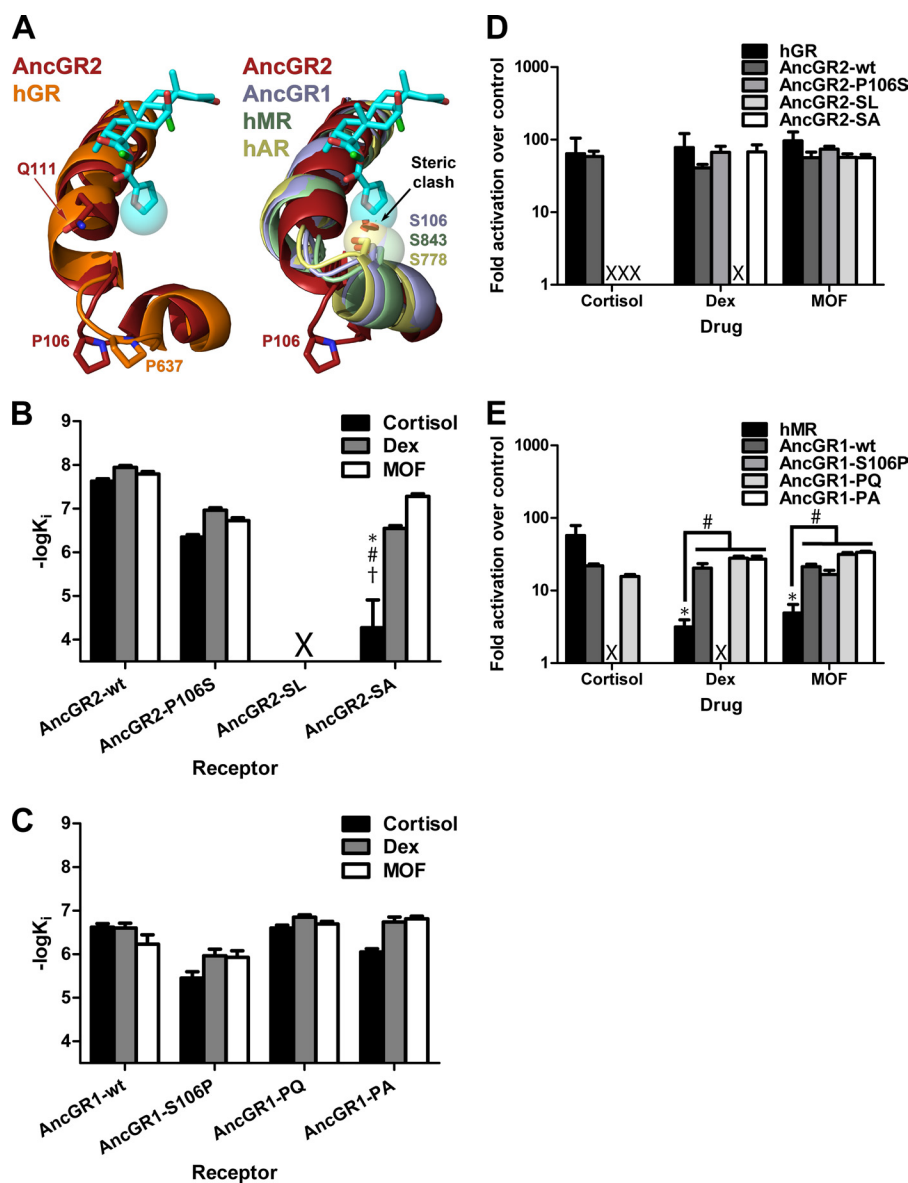 A
AncGR2
hGR
Q111
P106
P637
AncGR2
AncGR1
hMR
hAR
Steric
clash
S106
S843
S778
P106
B
9
8
7
6
5
4
-logKi
Cortisol
Dex
MOF
*
#
†
X
AncGR2-wt
AncGR2-P106S
AncGR2-SL
AncGR2-SA
Receptor
C
9
8
7
6
5
4
-logKi
Cortisol
Dex
MOF
AncGR1-wt
AncGR1-S106P
AncGR1-PQ
AncGR1-PA
Receptor
D
Fold activation over control
1000
100
10
1
hGR
AncGR2-wt
AncGR2-P106S
AncGR2-SL
AncGR2-SA
XXX
X
Cortisol
Dex
MOF
Drug
E
Fold activation over control
1000
100
10
1
hMR
AncGR1-wt
AncGR1-S106P
AncGR1-PQ
AncGR1-PA
#
#
*
*
X
X
Cortisol
Dex
MOF
Drug